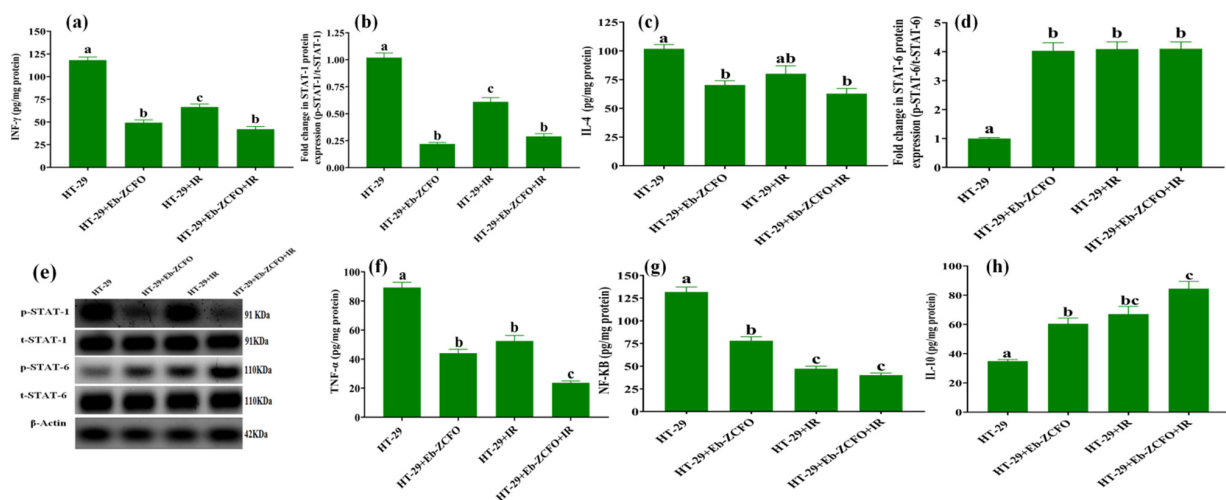 (a)
INF-γ (pg/mg protein)
150
125
100
75
50
25
0
a
b
c
b
HT-29
HT-29+Eb-ZCFO
HT-29+IR
HT-29+Eb-ZCFO+IR
(b)
Fold change in STAT-1 protein
expression (p-STAT-1/t-STAT-1)
1.25
1.00
0.75
0.50
0.25
0.00
a
b
c
b
HT-29
HT-29+Eb-ZCFO
HT-29+IR
HT-29+Eb-ZCFO+IR
(c)
IL-4
(pg/mg protein)
125
100
75
50
25
0
a
b
ab
b
HT-29
HT-29+Eb-ZCFO
HT-29+IR
HT-29+Eb-ZCFO+IR
(d)
Fold change in STAT-6 protein
expression (p-STAT-6/t-STAT-6)
5
4
3
2
1
0
a
b
b
b
HT-29
HT-29+Eb-ZCFO
HT-29+IR
HT-29+Eb-ZCFO+IR
(e)
HT-29
HT-29+Eb-ZCFO
HT-29+IR
HT-29+Eb-ZCFO+IR
p-STAT-1
91 KDa
t-STAT-1
91KDa
p-STAT-6
110KDa
t-STAT-6
110KDa
β-Actin
42KDa
(f)
TNF-α (pg/mg protein)
100
80
60
40
20
0
a
b
b
c
HT-29
HT-29+Eb-ZCFO
HT-29+IR
HT-29+Eb-ZCFO+IR
(g)
NF-KB (pg/mg protein)
150
125
100
75
50
25
0
a
b
c
c
HT-29
HT-29+Eb-ZCFO
HT-29+IR
HT-29+Eb-ZCFO+IR
(h)
IL-10 (pg/mg protein)
100
80
60
40
20
0
a
b
bc
c
HT-29
HT-29+Eb-ZCFO
HT-29+IR
HT-29+Eb-ZCFO+IR